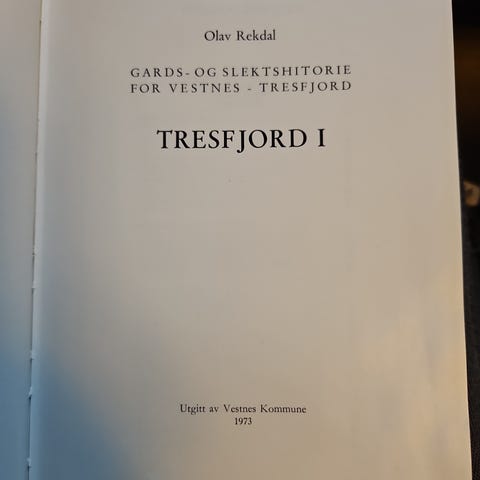 Olav Rekdal
GARDS- OG SLEKTSHITORIE
FOR VESTNES - TRESFJORD
TRESFJORD I
Utgitt av Vestnes Kommune
1973